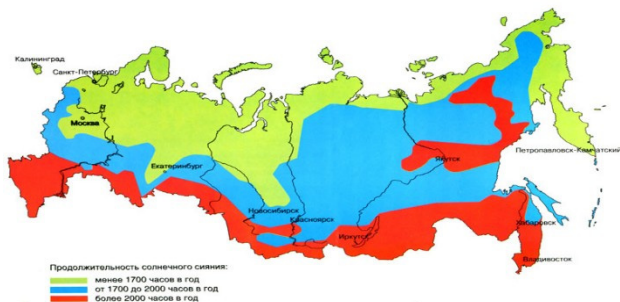 Калининград
Санкт-Петербург
Москва
Екатеринбург
Новосибирск
Красноярск
Иркутск
Якутск
Петропавловск-Камчатский
Хабаровск
Владивосток
Продолжительность солнечного сияния:
менее 1700 часов в год
от 1700 до 2000 часов в год
более 2000 часов в год